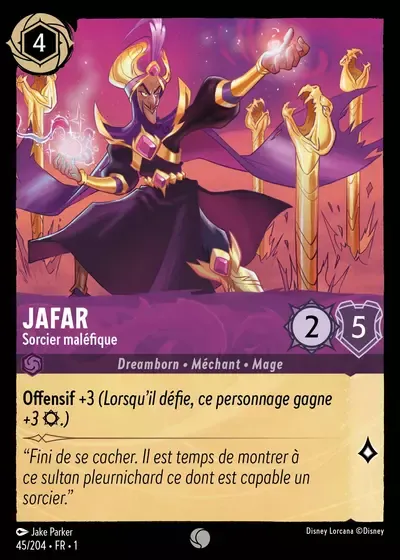 4
JAFAR
Sorcier maléfique
2
5
Dreamborn • Méchant • Mage
Offensif +3 (Lorsqu'il défie, ce personnage gagne
+3 .)
“Fini de se cacher. Il est temps de montrer à
ce sultan pleurnichard ce dont est capable un
sorcier.”
Jake Parker
Disney Lorcana ©Disney
45/204 • FR • 1